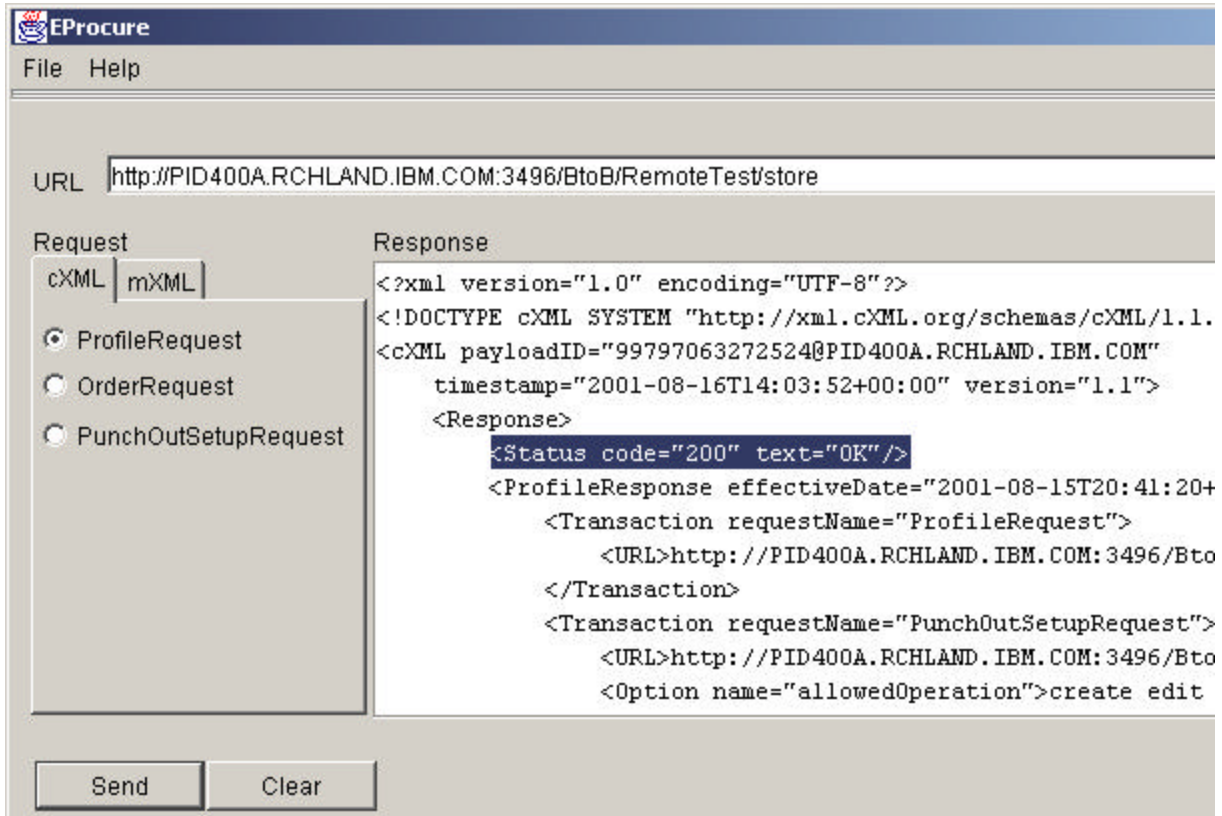 EProcure
File Help
URL http://PID400A.RCHLAND.IBM.COM:3496/BtoB/RemoteTest/store
Request
cXML mXML
ProfileRequest
OrderRequest
PunchOutSetupRequest
Response
<?xml version="1.0" encoding="UTF-8"?>
<!DOCTYPE cXML SYSTEM "http://xml.cXML.org/schemas/cXML/1.1.
<cXML payloadID="99797063272524@PID400A.RCHLAND.IBM.COM"
timestamp="2001-08-16T14:03:52+00:00" version="1.1">
<Response>
<Status code="200" text="OK"/>
<ProfileResponse effectiveDate="2001-08-15T20:41:20+
<Transaction requestName="ProfileRequest">
<URL>http://PID400A.RCHLAND.IBM.COM:3496/Bto
</Transaction>
<Transaction requestName="PunchOutSetupRequest">
<URL>http://PID400A.RCHLAND.IBM.COM:3496/Bto
<Option name="allowedOperation">create edit
Send Clear